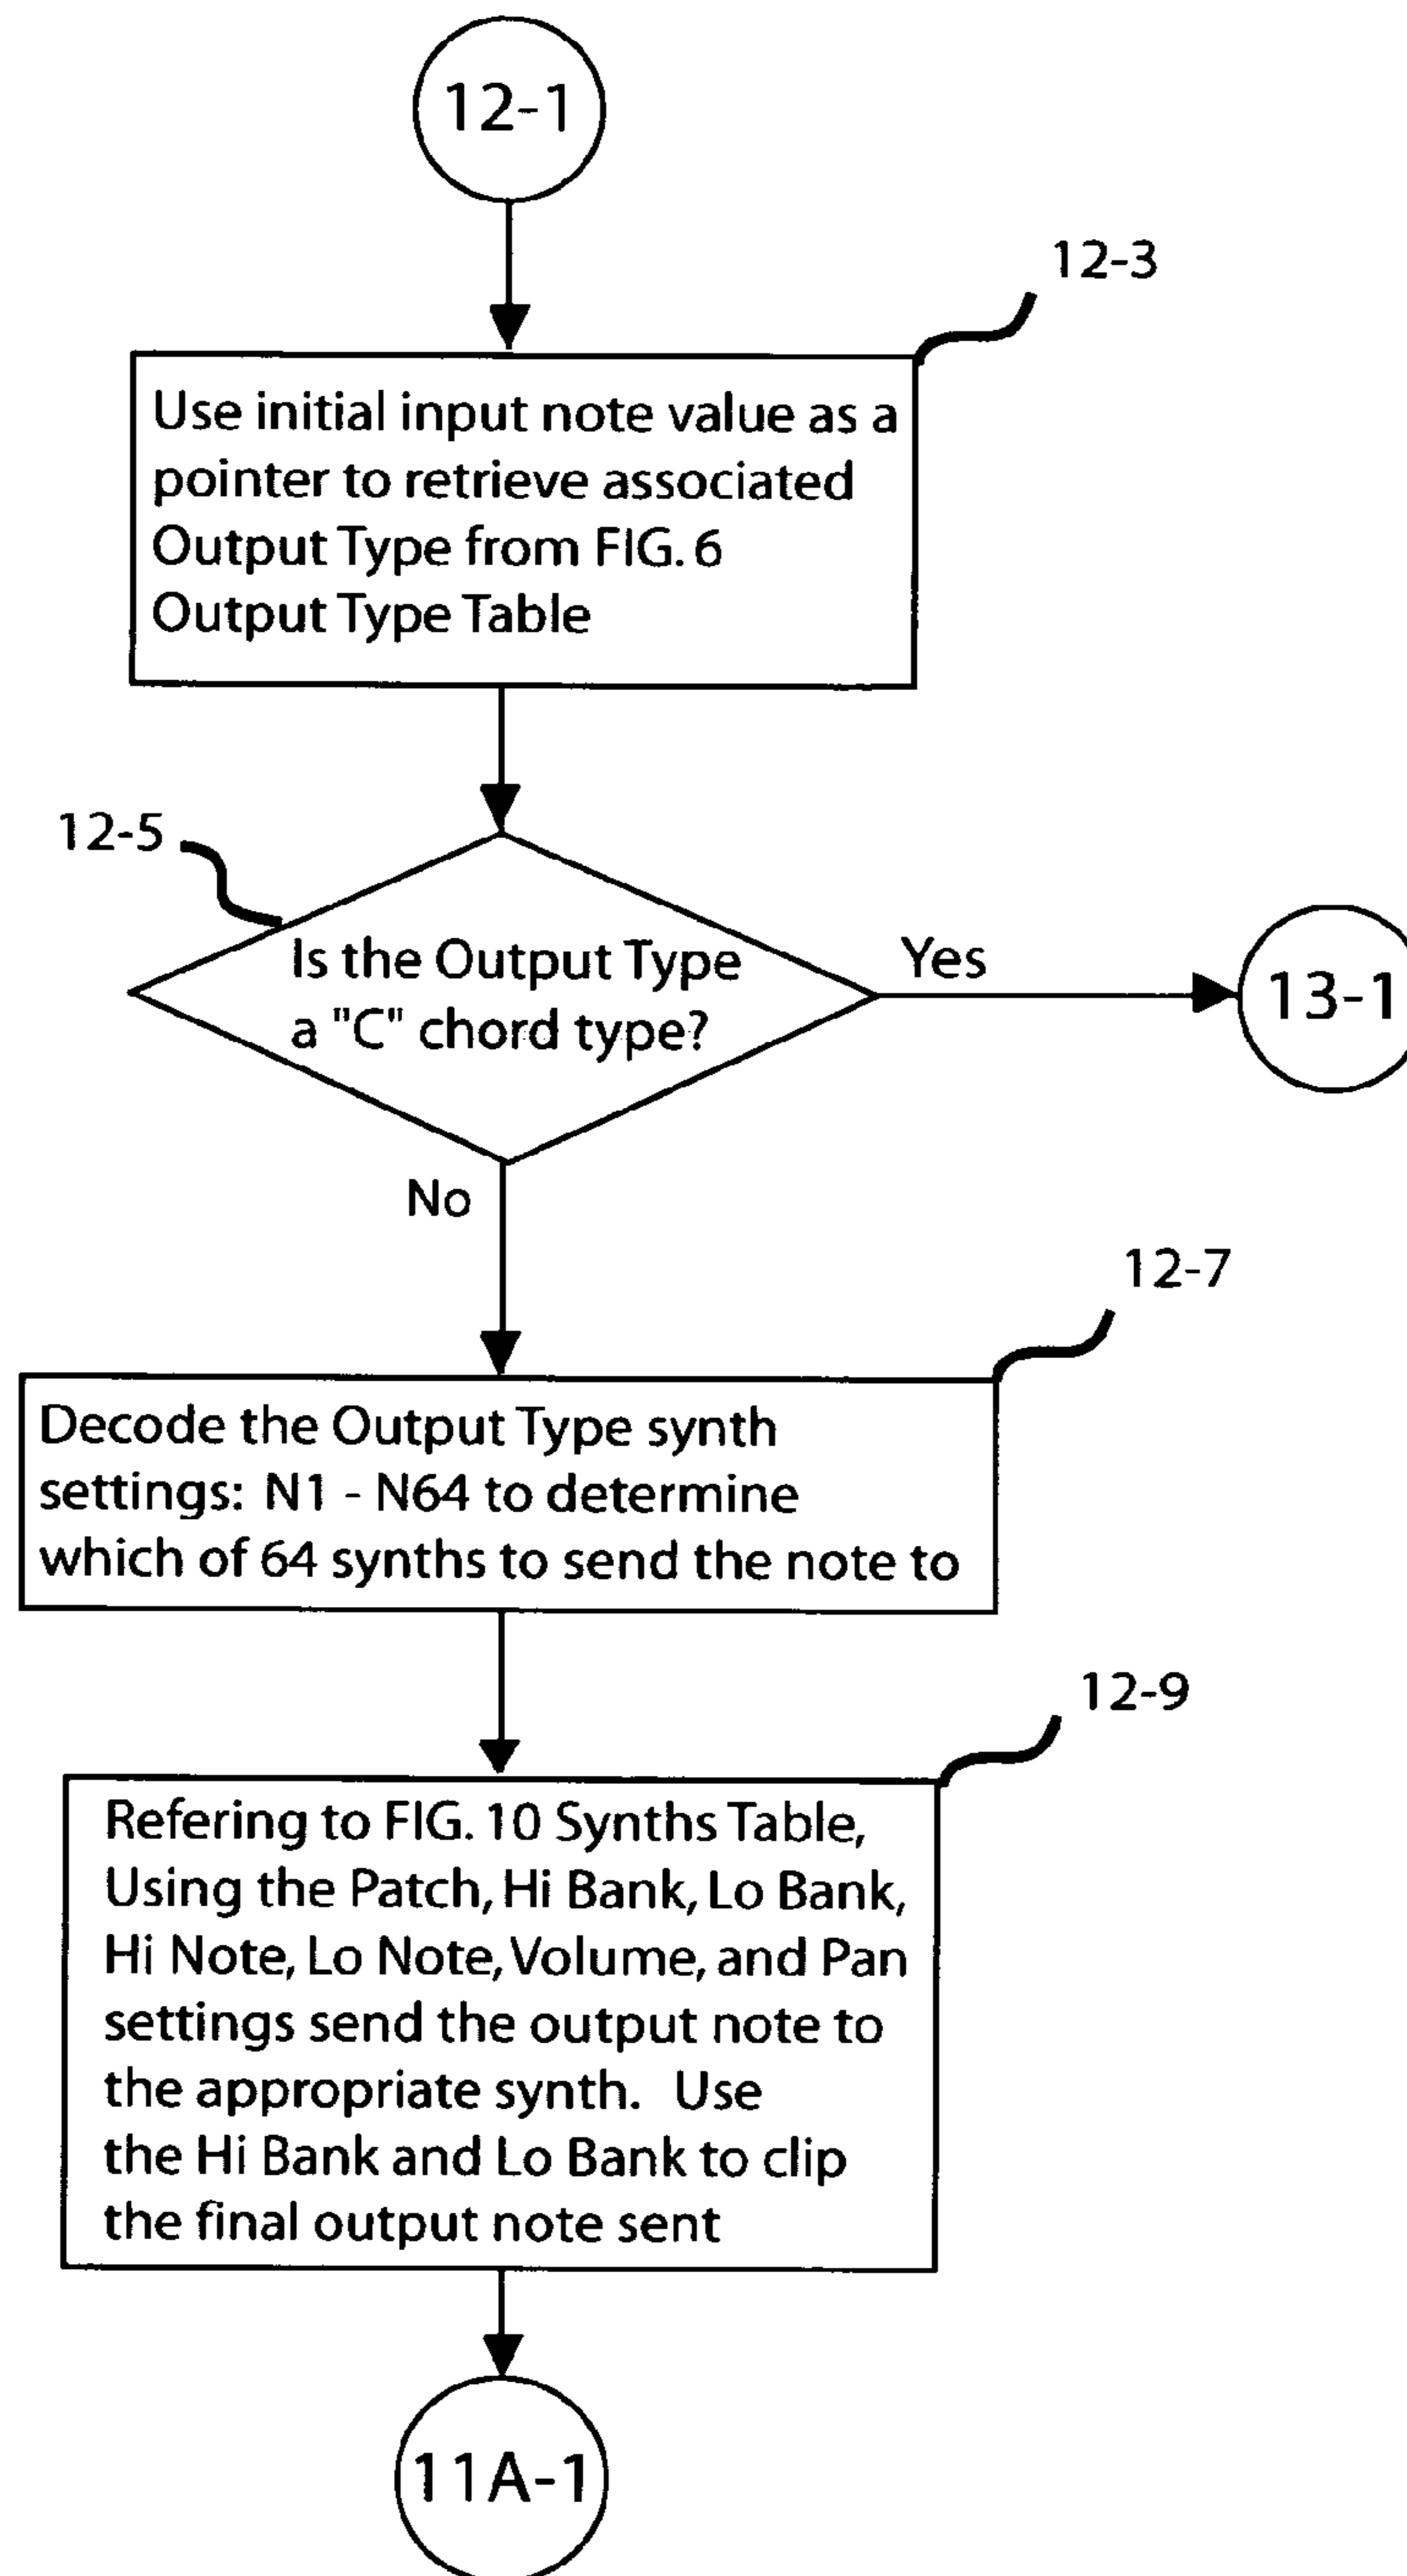 12-1
12-3
Use initial input note value as a
pointer to retrieve associated
Output Type from FIG. 6
Output Type Table
12-5
Is the Output Type
a "C" chord type?
Yes
13-1
No
12-7
Decode the Output Type synth
settings: N1 - N64 to determine
which of 64 synths to send the note to
12-9
Refering to FIG. 10 Synths Table,
Using the Patch, Hi Bank, Lo Bank,
Hi Note, Lo Note, Volume, and Pan
settings send the output note to
the appropriate synth. Use
the Hi Bank and Lo Bank to clip
the final output note sent
11A-1